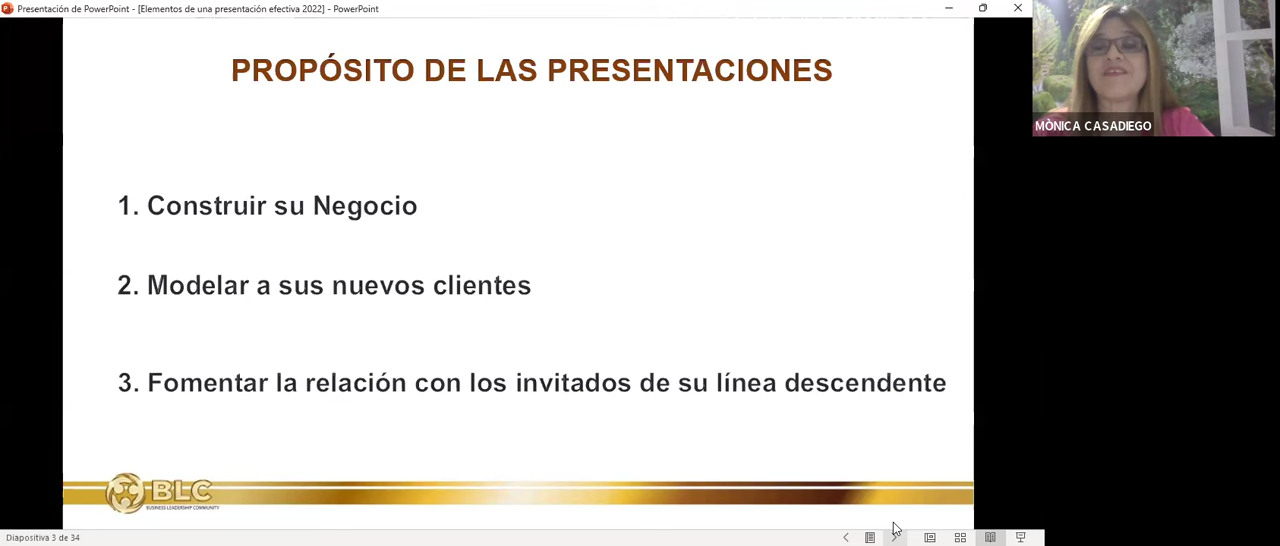 Presentación de PowerPoint - [Elementos de una presentación efectiva 2022] - PowerPoint
PROPÓSITO DE LAS PRESENTACIONES
MÒNICA CASADIEGO
1. Construir su Negocio
2. Modelar a sus nuevos clientes
3. Fomentar la relación con los invitados de su línea descendente
BLC
BUSINESS LEADERSHIP COMMUNITY
Diapositiva 3 de 34